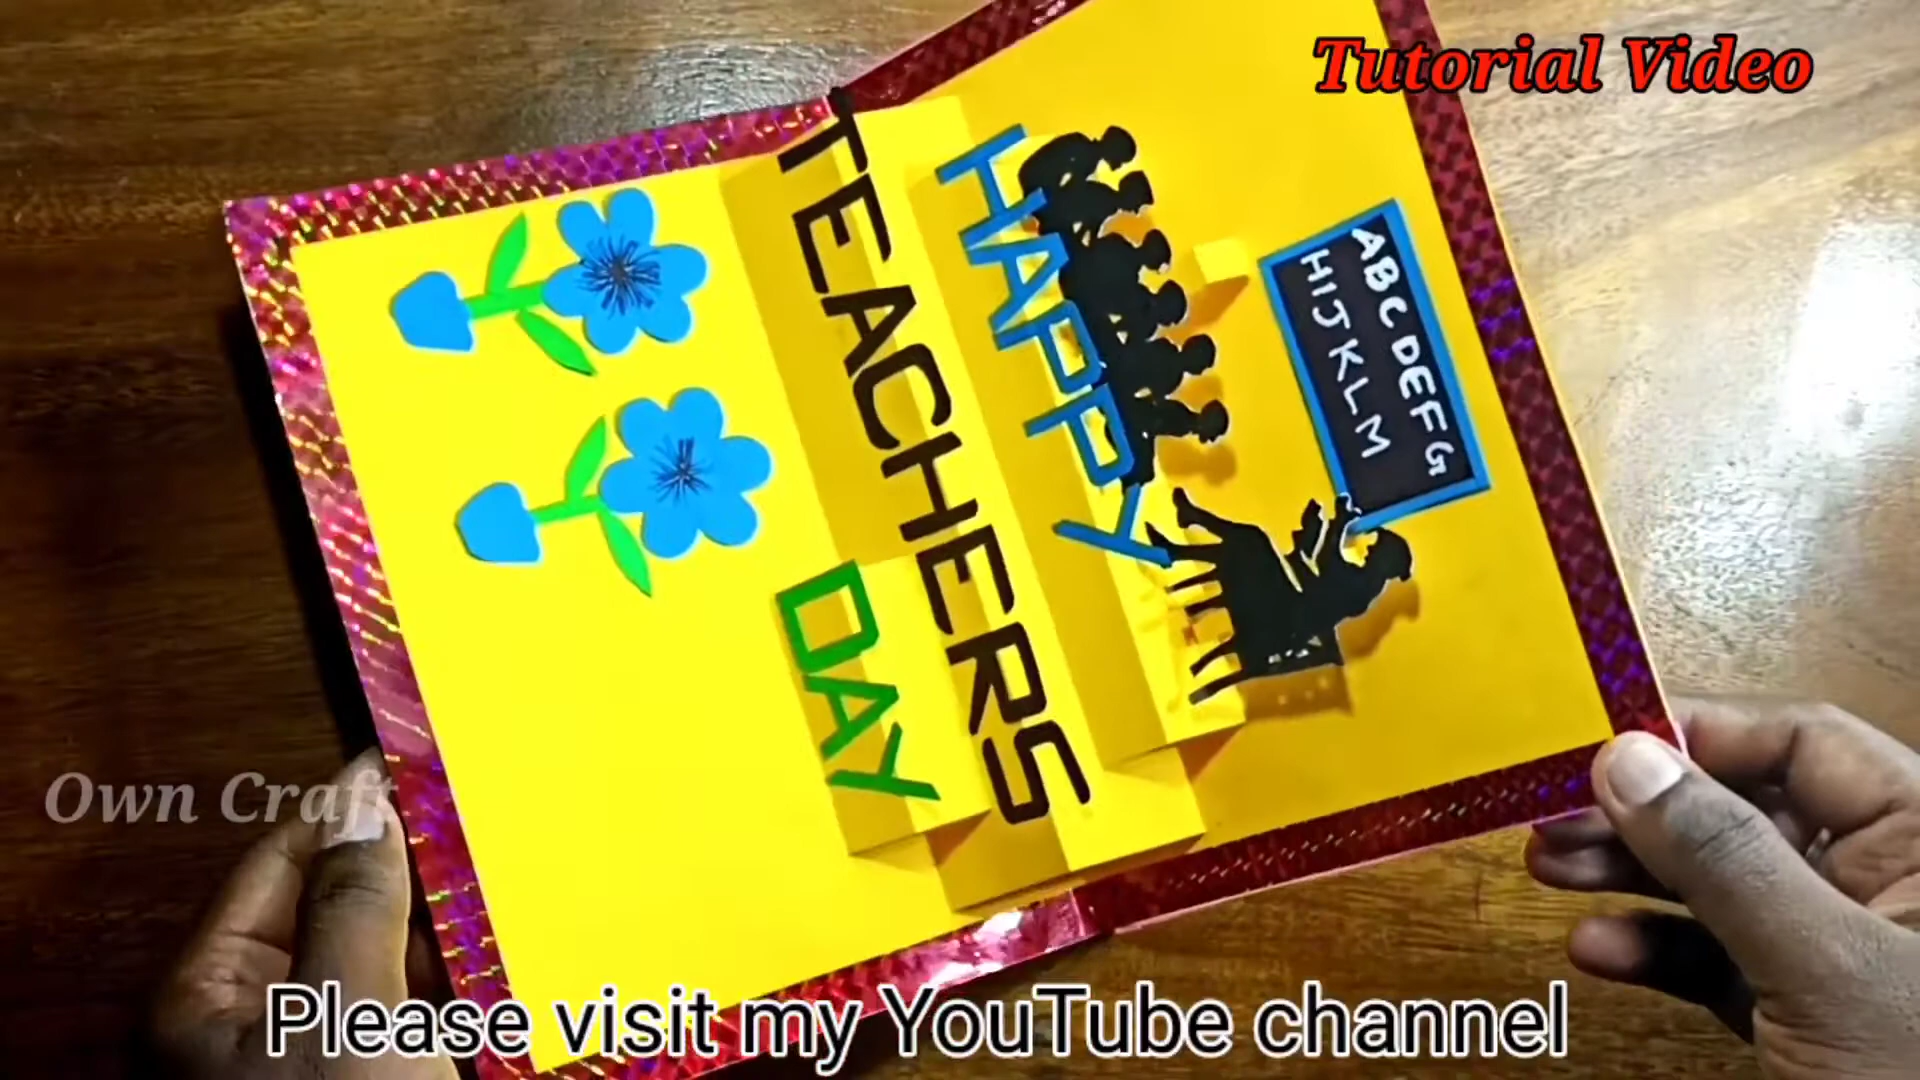 Tutorial Video
HAPPY
TEACHERS
DAY
ABCDEFG
HIJKLM
Own Craft
Please visit my YouTube channel